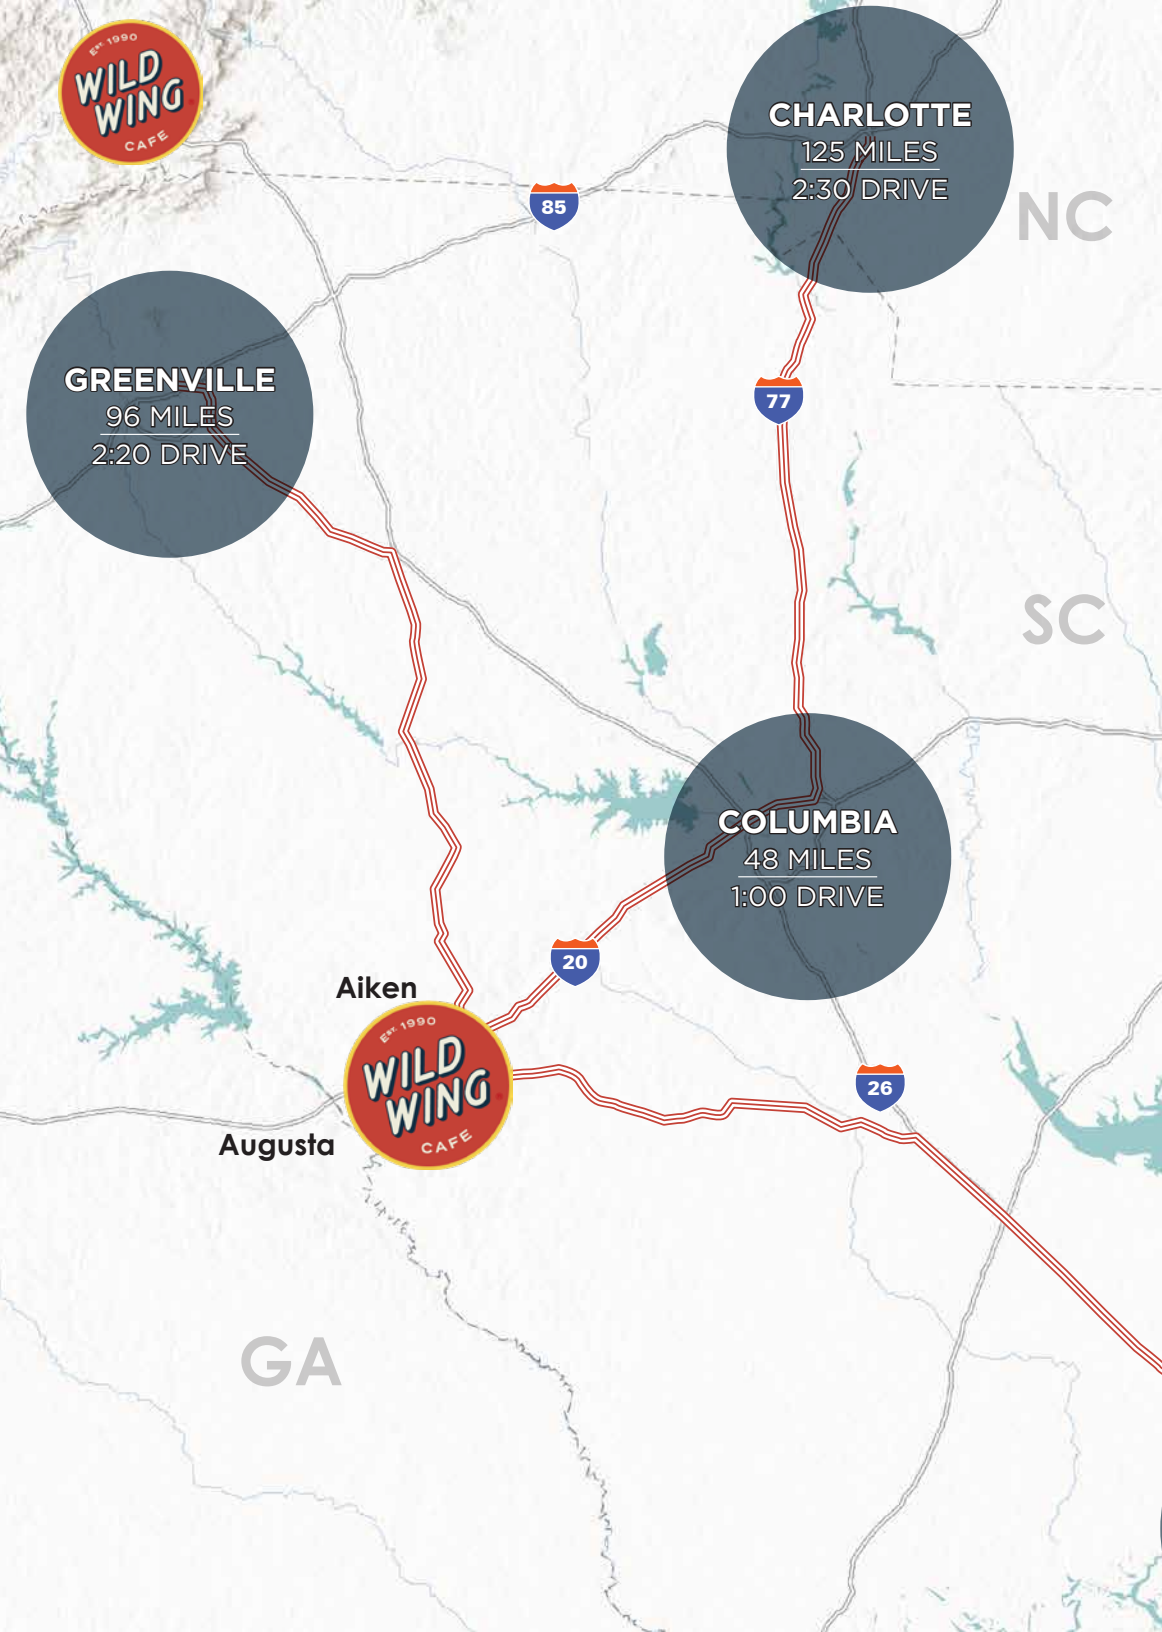 EST. 1990
WILD
WING
CAFE
CHARLOTTE
125 MILES
2:30 DRIVE
NC
85
GREENVILLE
96 MILES
2:20 DRIVE
77
SC
COLUMBIA
48 MILES
1:00 DRIVE
20
Aiken
EST. 1990
WILD
WING
CAFE
26
Augusta
GA